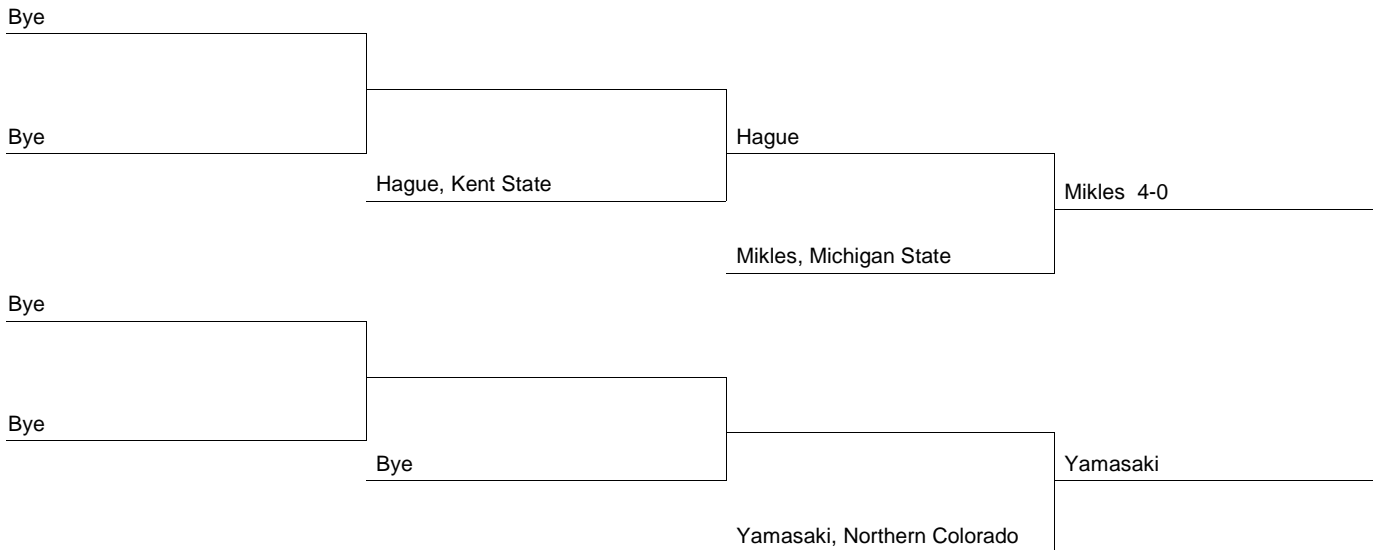 Bye
Bye
Hague
Hague, Kent State
Mikles  4-0
Mikles, Michigan State
Bye
Bye
Bye
Yamasaki
Yamasaki, Northern Colorado